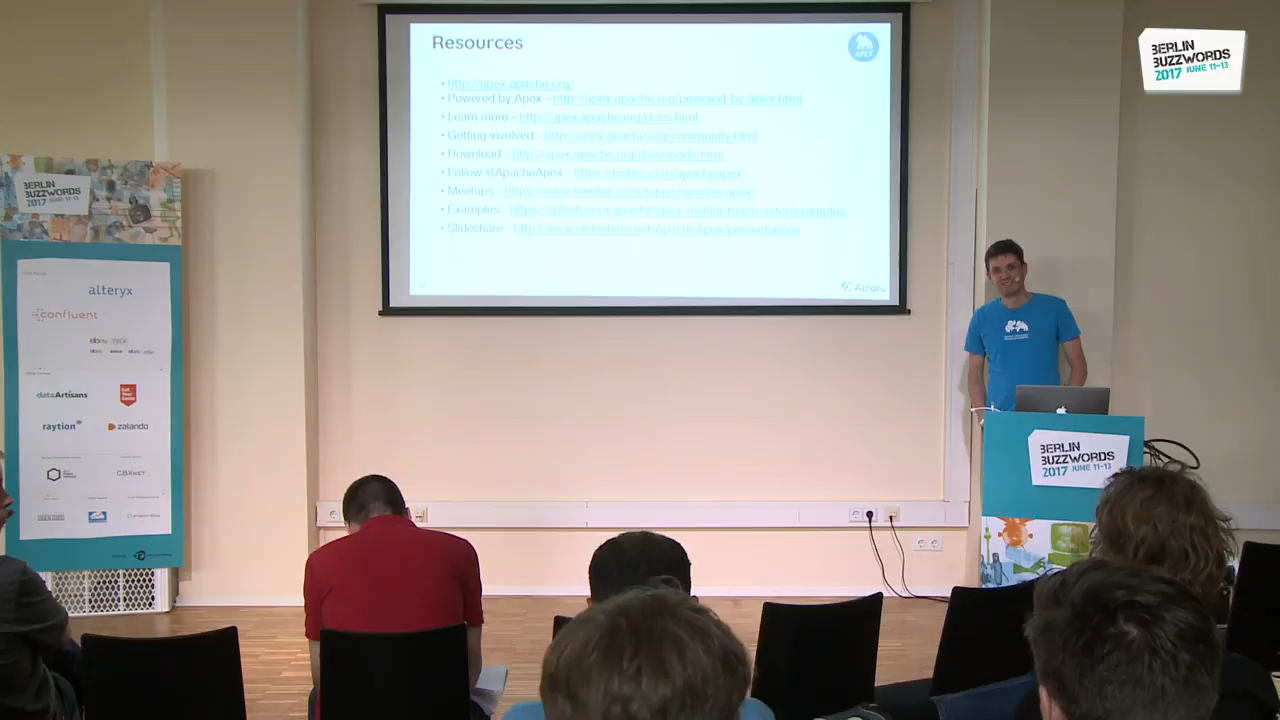 Resources
APEX
• http://apex.apache.org/
• Powered by Apex - http://apex.apache.org/powered-by-apex.html
• Learn more - http://apex.apache.org/docs.html
• Getting involved - http://apex.apache.org/community.html
• Download - http://apex.apache.org/downloads.html
• Follow @ApacheApex - https://twitter.com/apacheapex
• Meetups - https://www.meetup.com/topics/apache-apex/
• Examples - https://github.com/apache/apex-malhar/tree/master/examples
• Slideshare - http://www.slideshare.net/ApacheApex/presentations
Atrato
BERLIN
BUZZWORDS
2017 JUNE 11-13
BERLIN
BUZZWORDS
2017 JUNE 11-13
alteryx
confluent
ebay
dataArtisans
raytion
zalando
CBXNET
BERLIN
BUZZWORDS
2017 JUNE 11-13